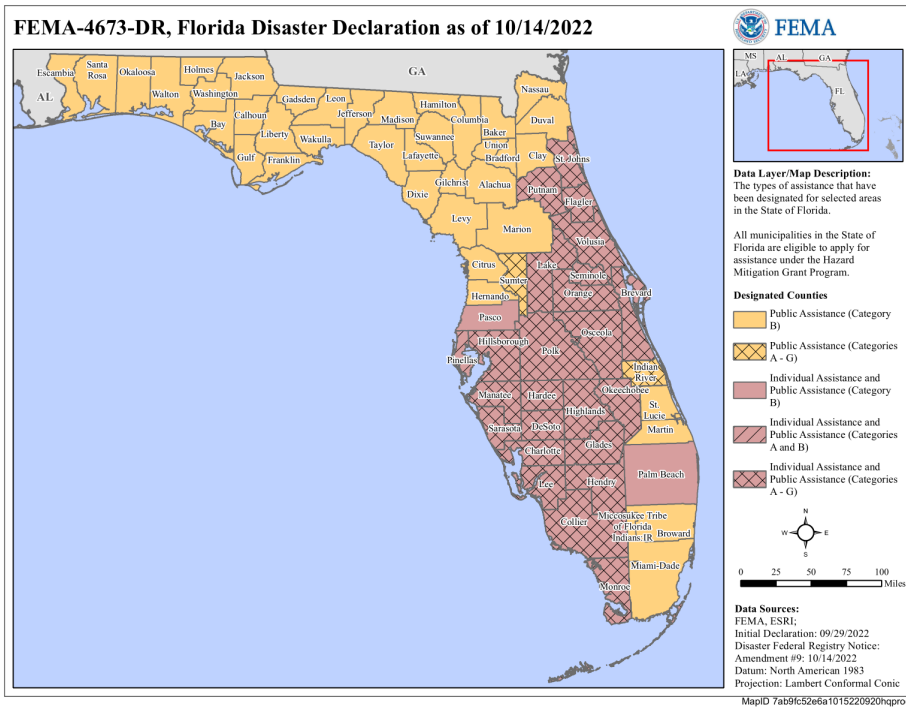 FEMA-4673-DR, Florida Disaster Declaration as of 10/14/2022
FEMA
MS
AL
GA
LA
FL
GA
AL
Escambia
Santa
Rosa
Okaloosa
Holmes
Jackson
Walton
Washington
Bay
Calhoun
Gadsden
Leon
Jefferson
Madison
Hamilton
Columbia
Nassau
Duval
Baker
Union
Bradford
Clay
St. Johns
Liberty
Wakulla
Gulf
Franklin
Taylor
Suwannee
Lafayette
Dixie
Gilchrist
Alachua
Putnam
Flagler
Levy
Marion
Volusia
Citrus
Sumter
Lake
Seminole
Hernando
Orange
Brevard
Pasco
Osceola
Hillsborough
Polk
Pinellas
Indian
River
Okeechobee
Manatee
Hardee
Highlands
St.
Lucie
Sarasota
DeSoto
Martin
Charlotte
Glades
Lee
Hendry
Palm Beach
Collier
Miccosukee Tribe
of Florida
Indians IR
Broward
Miami-Dade
Monroe
Data Layer/Map Description:
The types of assistance that have
been designated for selected areas
in the State of Florida.
All municipalities in the State of
Florida are eligible to apply for
assistance under the Hazard
Mitigation Grant Program.
Designated Counties
Public Assistance (Category
B)
Public Assistance (Categories
A - G)
Individual Assistance and
Public Assistance (Category
B)
Individual Assistance and
Public Assistance (Categories
A and B)
Individual Assistance and
Public Assistance (Categories
A - G)
N
W
E
S
0 25 50 75 100
Miles
Data Sources:
FEMA, ESRI;
Initial Declaration: 09/29/2022
Disaster Federal Registry Notice:
Amendment #9: 10/14/2022
Datum: North American 1983
Projection: Lambert Conformal Conic
MapID 7ab9fc52e6a1015220920hqpro